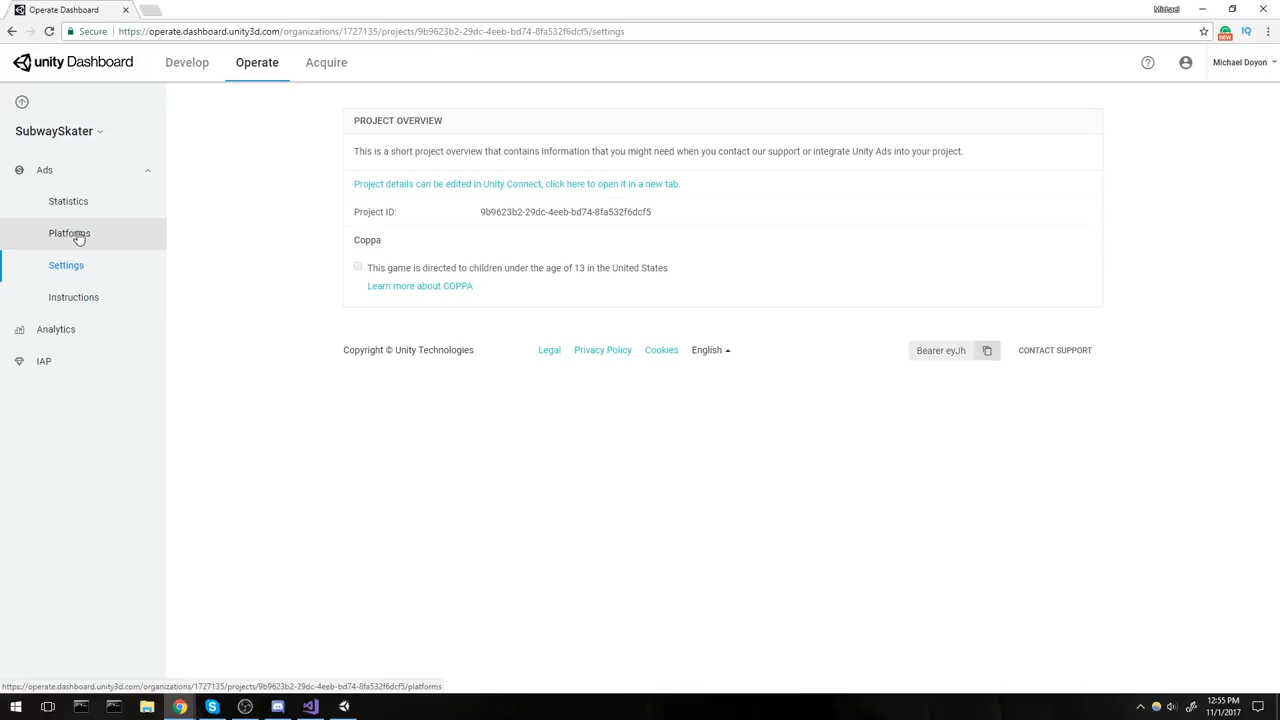 Operate Dashboard
Michael
Secure https://operate.dashboard.unity3d.com/organizations/1727135/projects/9b9623b2-29dc-4eeb-bd74-8fa532f6dcf5/settings
NEW
IQ
unity Dashboard
Develop
Operate
Acquire
Michael Doyon
SubwaySkater
PROJECT OVERVIEW
This is a short project overview that contains information that you might need when you contact our support or integrate Unity Ads into your project.
Ads
Project details can be edited in Unity Connect, click here to open it in a new tab.
Statistics
Project ID: 9b9623b2-29dc-4eeb-bd74-8fa532f6dcf5
Platforms
Coppa
Settings
This game is directed to children under the age of 13 in the United States
Learn more about COPPA
Instructions
Analytics
Copyright © Unity Technologies
Legal
Privacy Policy
Cookies
English
Bearer eyJh
CONTACT SUPPORT
IAP
https://operate.dashboard.unity3d.com/organizations/1727135/projects/9b9623b2-29dc-4eeb-bd74-8fa532f6dcf5/platforms
12:55 PM
11/1/2017